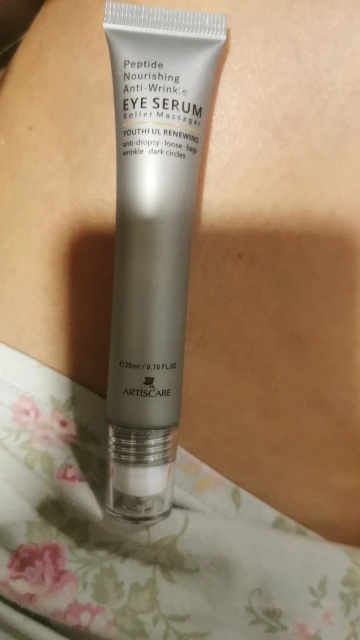 Peptide
Nourishing
Anti-Wrinkle
EYE SERUM
Roller Massager
YOUTHFUL RENEWING
anti-dropsy · loose · bags
wrinkle · dark circles
℮20ml / 0.70 FL.OZ
ARTISCARE